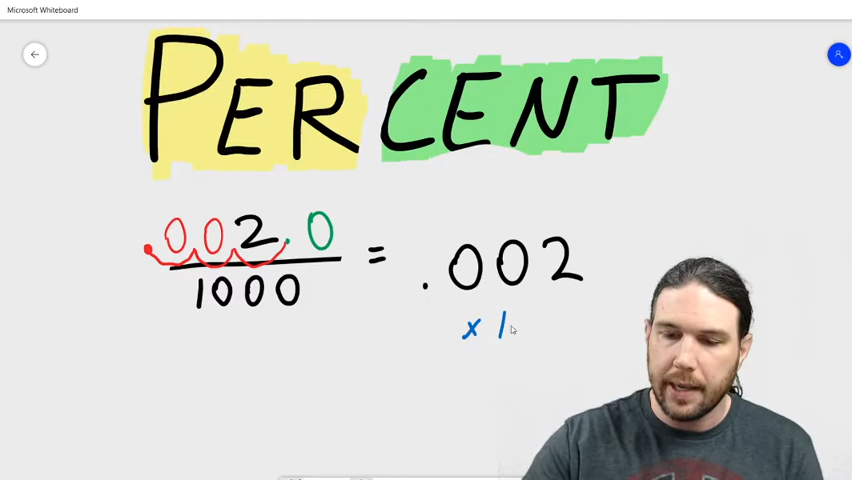 Microsoft Whiteboard
PERCENT
.002.0
1000
= .002
x 1